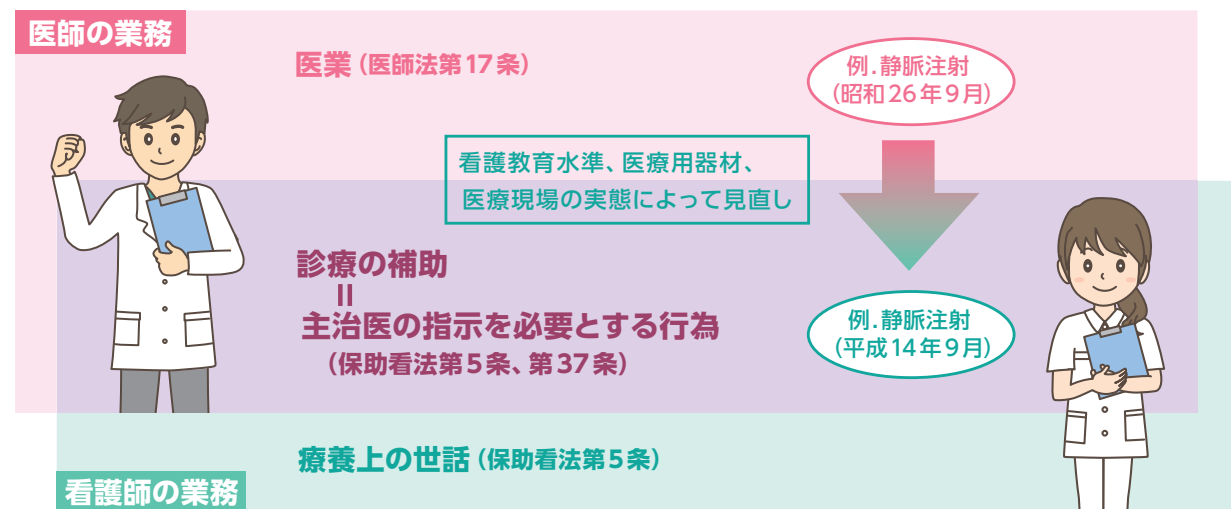 医師の業務
医業（医師法第17条）
例.静脈注射
（昭和26年9月）
看護教育水準、医療用器材、
医療現場の実態によって見直し
診療の補助
＝
主治医の指示を必要とする行為
（保助看法第5条、第37条）
例.静脈注射
（平成14年9月）
療養上の世話（保助看法第5条）
看護師の業務